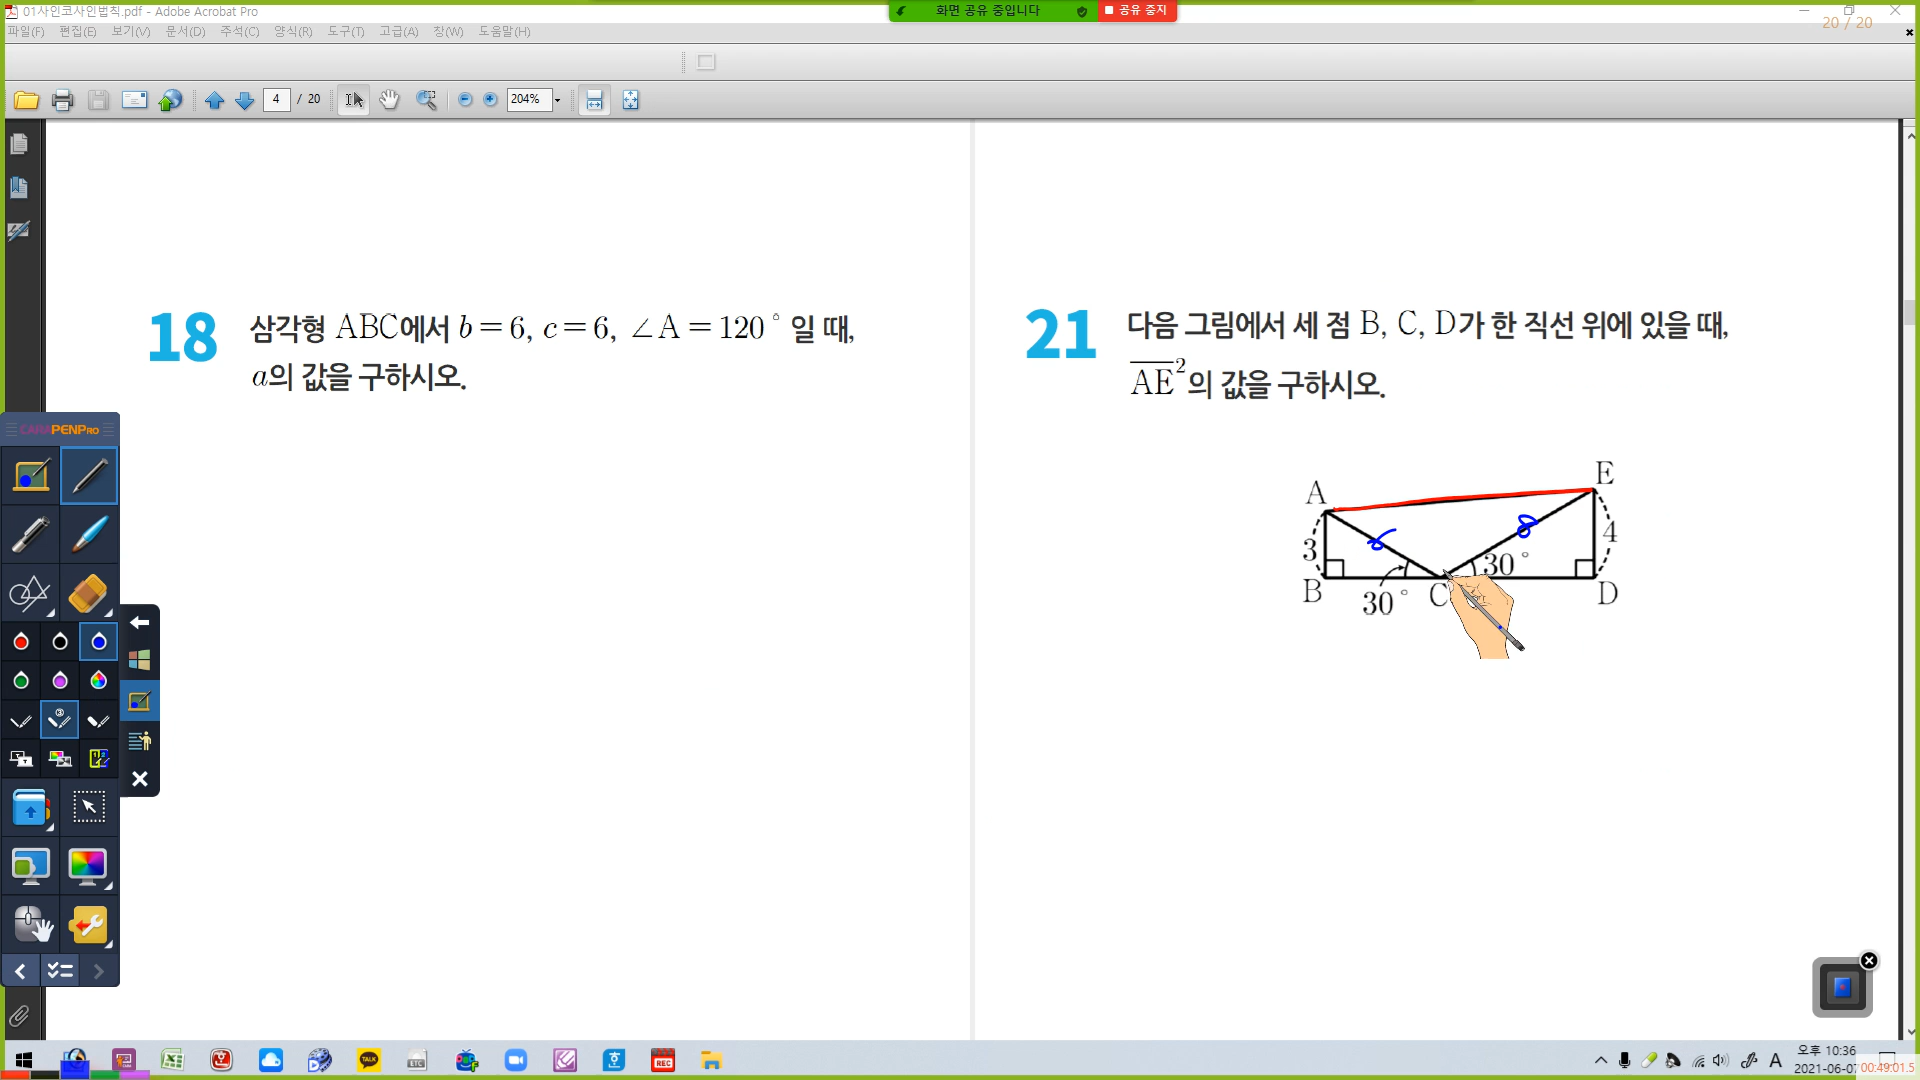 01사인코사인법칙.pdf - Adobe Acrobat Pro
화면 공유 중입니다
공유 중지
20 / 20
파일(F) 편집(E) 보기(V) 문서(D) 주석(C) 양식(R) 도구(T) 고급(A) 창(W) 도움말(H)
4 / 20
204%
18 삼각형 ABC에서 b=6, c=6, ∠A=120°일 때,
a의 값을 구하시오.
21 다음 그림에서 세 점 B, C, D가 한 직선 위에 있을 때,
AE²의 값을 구하시오.
E
A
8
6
3
4
30°
B
30°
C
D
CARAPENPRO
TALK
ETC
REC
A
오후 10:36
2021-06-07
00:49:01.5